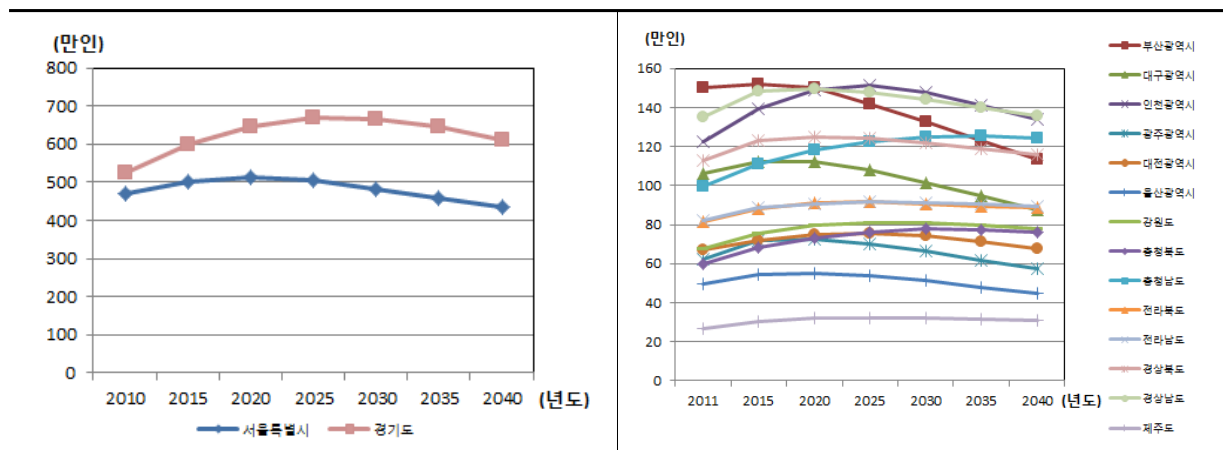 (만인)
800
700
600
500
400
300
200
100
0
2010 2015 2020 2025 2030 2035 2040 (년도)
서울특별시 경기도
(만인)
160
140
120
100
80
60
40
20
0
2011 2015 2020 2025 2030 2035 2040 (년도)
부산광역시
대구광역시
인천광역시
광주광역시
대전광역시
울산광역시
강원도
충청북도
충청남도
전라북도
전라남도
경상북도
경상남도
제주도